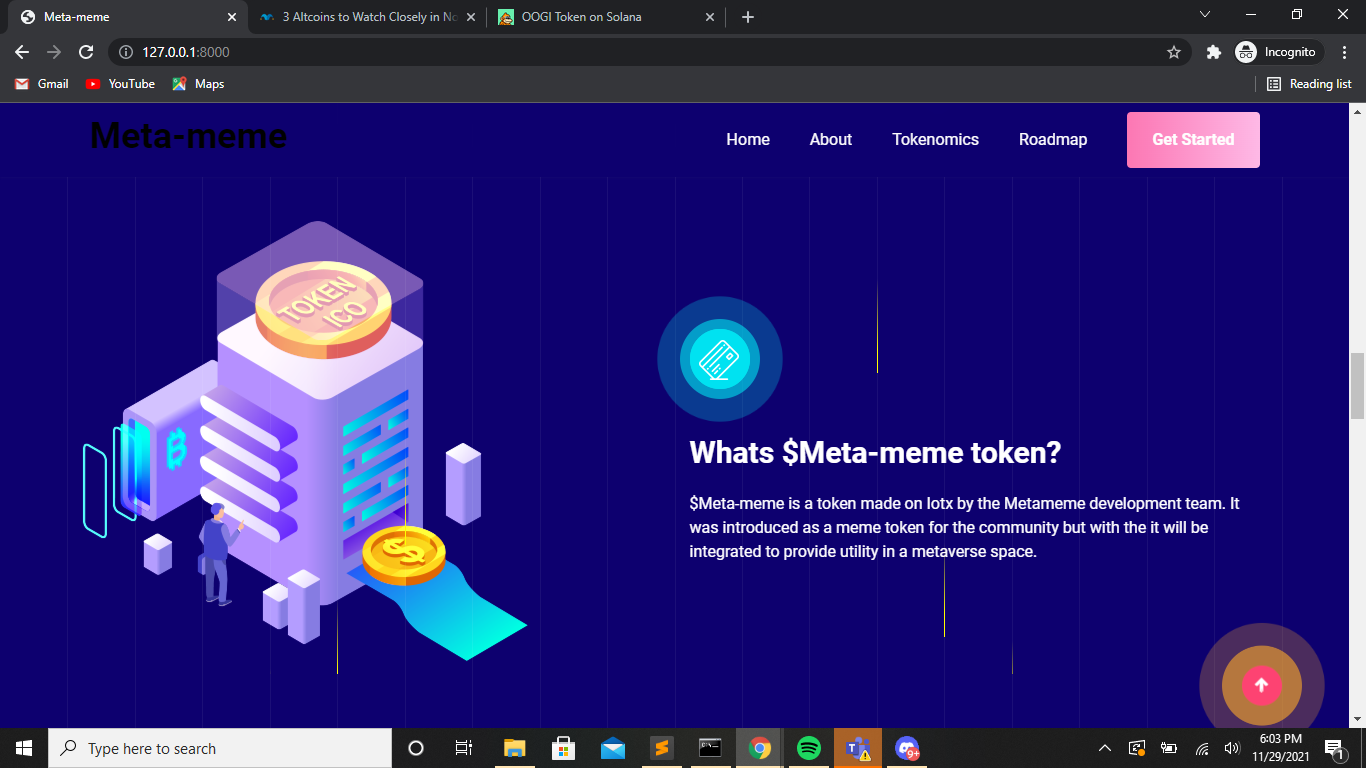 Meta-meme
3 Altcoins to Watch Closely in No
OOGI Token on Solana
127.0.0.1:8000
Incognito
Gmail
YouTube
Maps
Reading list
Meta-meme
Home
About
Tokenomics
Roadmap
Get Started
TOKEN
ICO
Whats $Meta-meme token?
$Meta-meme is a token made on Iotx by the Metameme development team. It
was introduced as a meme token for the community but with the it will be
integrated to provide utility in a metaverse space.
Type here to search
9+
6:03 PM
11/29/2021
1